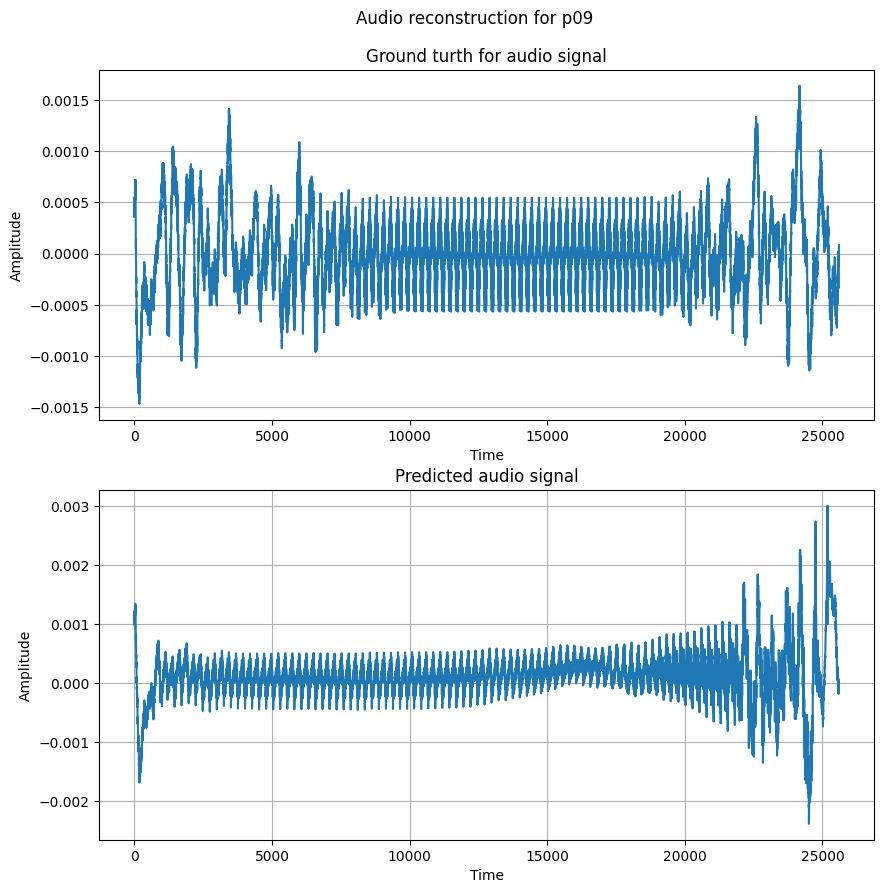 Audio reconstruction for p09
Ground turth for audio signal
Amplitude
0.0015
0.0010
0.0005
0.0000
−0.0005
−0.0010
−0.0015
0 5000 10000 15000 20000 25000
Time
Predicted audio signal
Amplitude
0.003
0.002
0.001
0.000
−0.001
−0.002
0 5000 10000 15000 20000 25000
Time